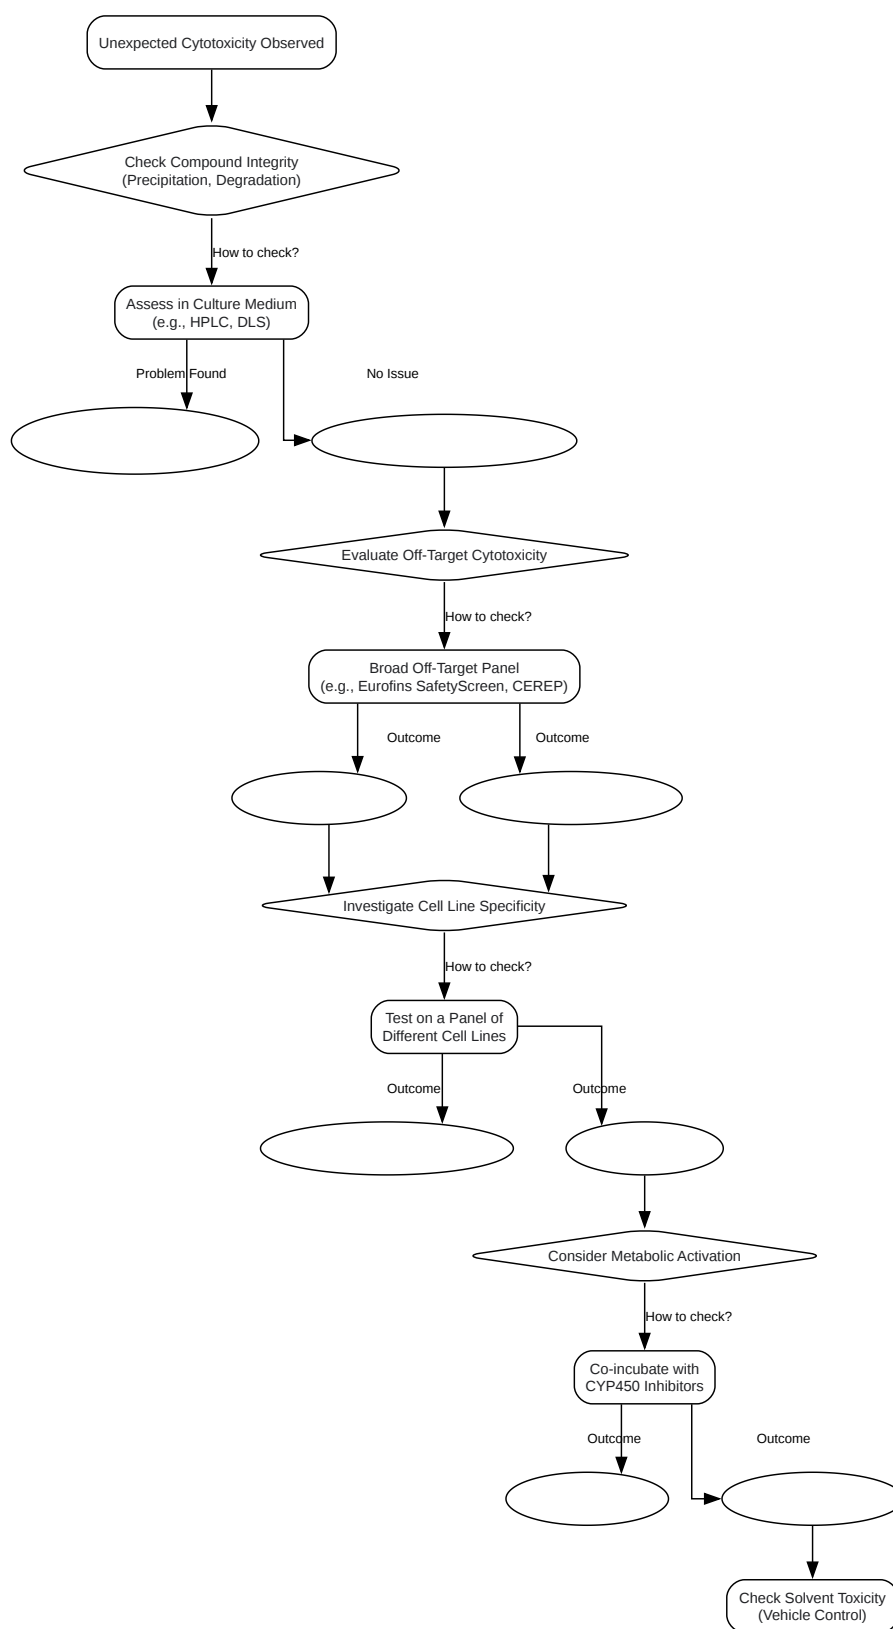 Unexpected Cytotoxicity Observed
Check Compound Integrity
(Precipitation, Degradation)
How to check?
Assess in Culture Medium
(e.g., HPLC, DLS)
Problem Found
No Issue
Evaluate Off-Target Cytotoxicity
How to check?
Broad Off-Target Panel
(e.g., Eurofins SafetyScreen, CEREP)
Outcome
Outcome
Investigate Cell Line Specificity
How to check?
Test on a Panel of
Different Cell Lines
Outcome
Outcome
Consider Metabolic Activation
How to check?
Co-incubate with
CYP450 Inhibitors
Outcome
Outcome
Check Solvent Toxicity
(Vehicle Control)